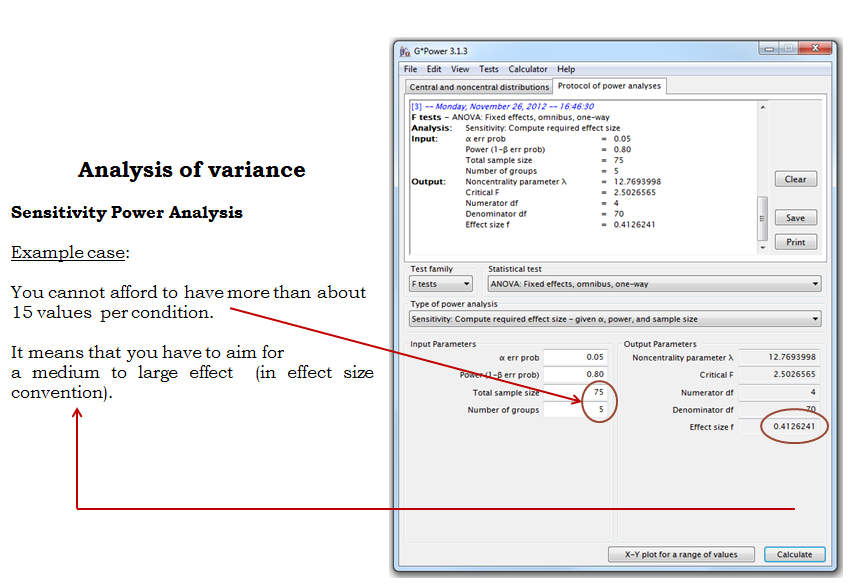 Analysis of variance
Sensitivity Power Analysis
Example case:
You cannot afford to have more than about
15 values per condition.
It means that you have to aim for
a medium to large effect (in effect size
convention).
G*Power 3.1.3
File Edit View Tests Calculator Help
Central and noncentral distributions Protocol of power analyses
[3] -- Monday, November 26, 2012 -- 16:46:30
F tests - ANOVA: Fixed effects, omnibus, one-way
Analysis: Sensitivity: Compute required effect size
Input: α err prob = 0.05
Power (1-β err prob) = 0.80
Total sample size = 75
Number of groups = 5
Output: Noncentrality parameter λ = 12.7693998
Critical F = 2.5026565
Numerator df = 4
Denominator df = 70
Effect size f = 0.4126241
Clear
Save
Print
Test family Statistical test
F tests ANOVA: Fixed effects, omnibus, one-way
Type of power analysis
Sensitivity: Compute required effect size - given α, power, and sample size
Input Parameters
α err prob 0.05
Power (1-β err prob) 0.80
Total sample size 75
Number of groups 5
Output Parameters
Noncentrality parameter λ 12.7693998
Critical F 2.5026565
Numerator df 4
Denominator df 70
Effect size f 0.4126241
X-Y plot for a range of values Calculate